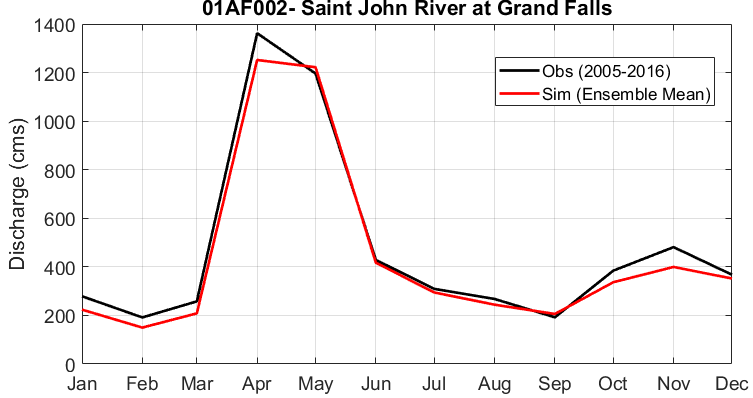 01AF002- Saint John River at Grand Falls
Discharge (cms)
1400
1200
1000
800
600
400
200
0
Obs (2005-2016)
Sim (Ensemble Mean)
Jan Feb Mar Apr May Jun Jul Aug Sep Oct Nov Dec